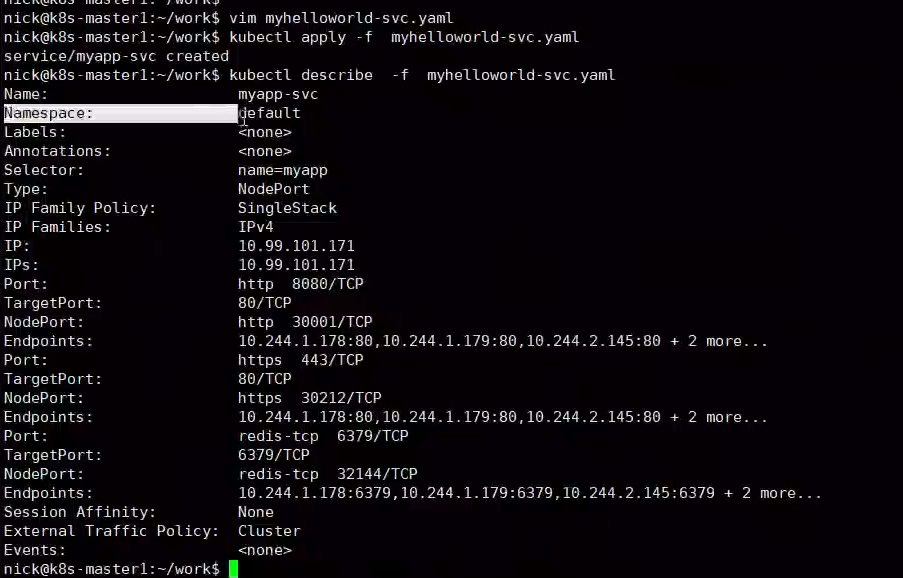 nick@k8s-master1:~/work$ vim myhelloworld-svc.yaml
nick@k8s-master1:~/work$ kubectl apply -f  myhelloworld-svc.yaml
service/myapp-svc created
nick@k8s-master1:~/work$ kubectl describe  -f  myhelloworld-svc.yaml
Name:                     myapp-svc
Namespace:                default
Labels:                   <none>
Annotations:              <none>
Selector:                 name=myapp
Type:                     NodePort
IP Family Policy:         SingleStack
IP Families:              IPv4
IP:                       10.99.101.171
IPs:                      10.99.101.171
Port:                     http  8080/TCP
TargetPort:               80/TCP
NodePort:                 http  30001/TCP
Endpoints:                10.244.1.178:80,10.244.1.179:80,10.244.2.145:80 + 2 more...
Port:                     https  443/TCP
TargetPort:               80/TCP
NodePort:                 https  30212/TCP
Endpoints:                10.244.1.178:80,10.244.1.179:80,10.244.2.145:80 + 2 more...
Port:                     redis-tcp  6379/TCP
TargetPort:               6379/TCP
NodePort:                 redis-tcp  32144/TCP
Endpoints:                10.244.1.178:6379,10.244.1.179:6379,10.244.2.145:6379 + 2 more...
Session Affinity:         None
External Traffic Policy:  Cluster
Events:                   <none>
nick@k8s-master1:~/work$